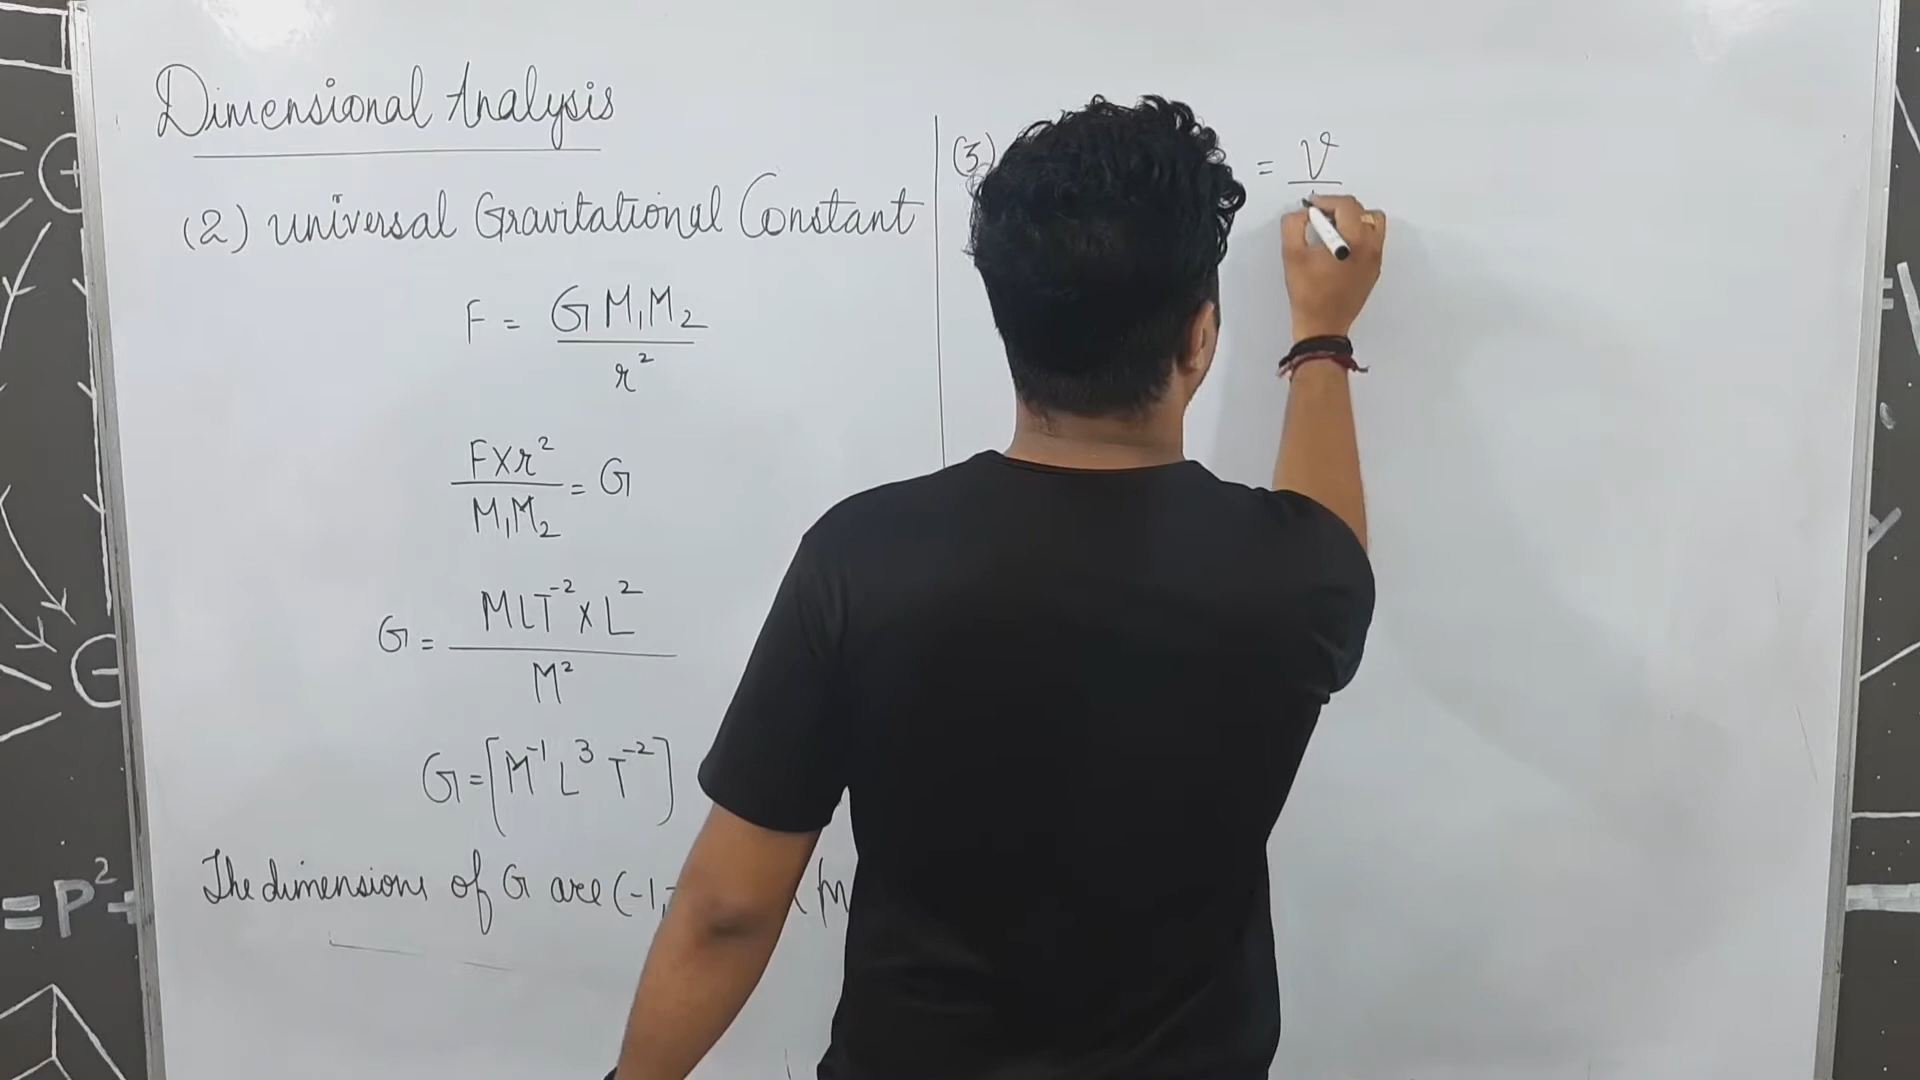 Dimensional Analysis
(2) universal Gravitational Constant
F = G M₁M₂ / r²
F×r² / M₁M₂ = G
G = MLT⁻² × L² / M²
G = [M⁻¹ L³ T⁻²]
The dimensions of G are (-1,
(3)
= V
= P² +